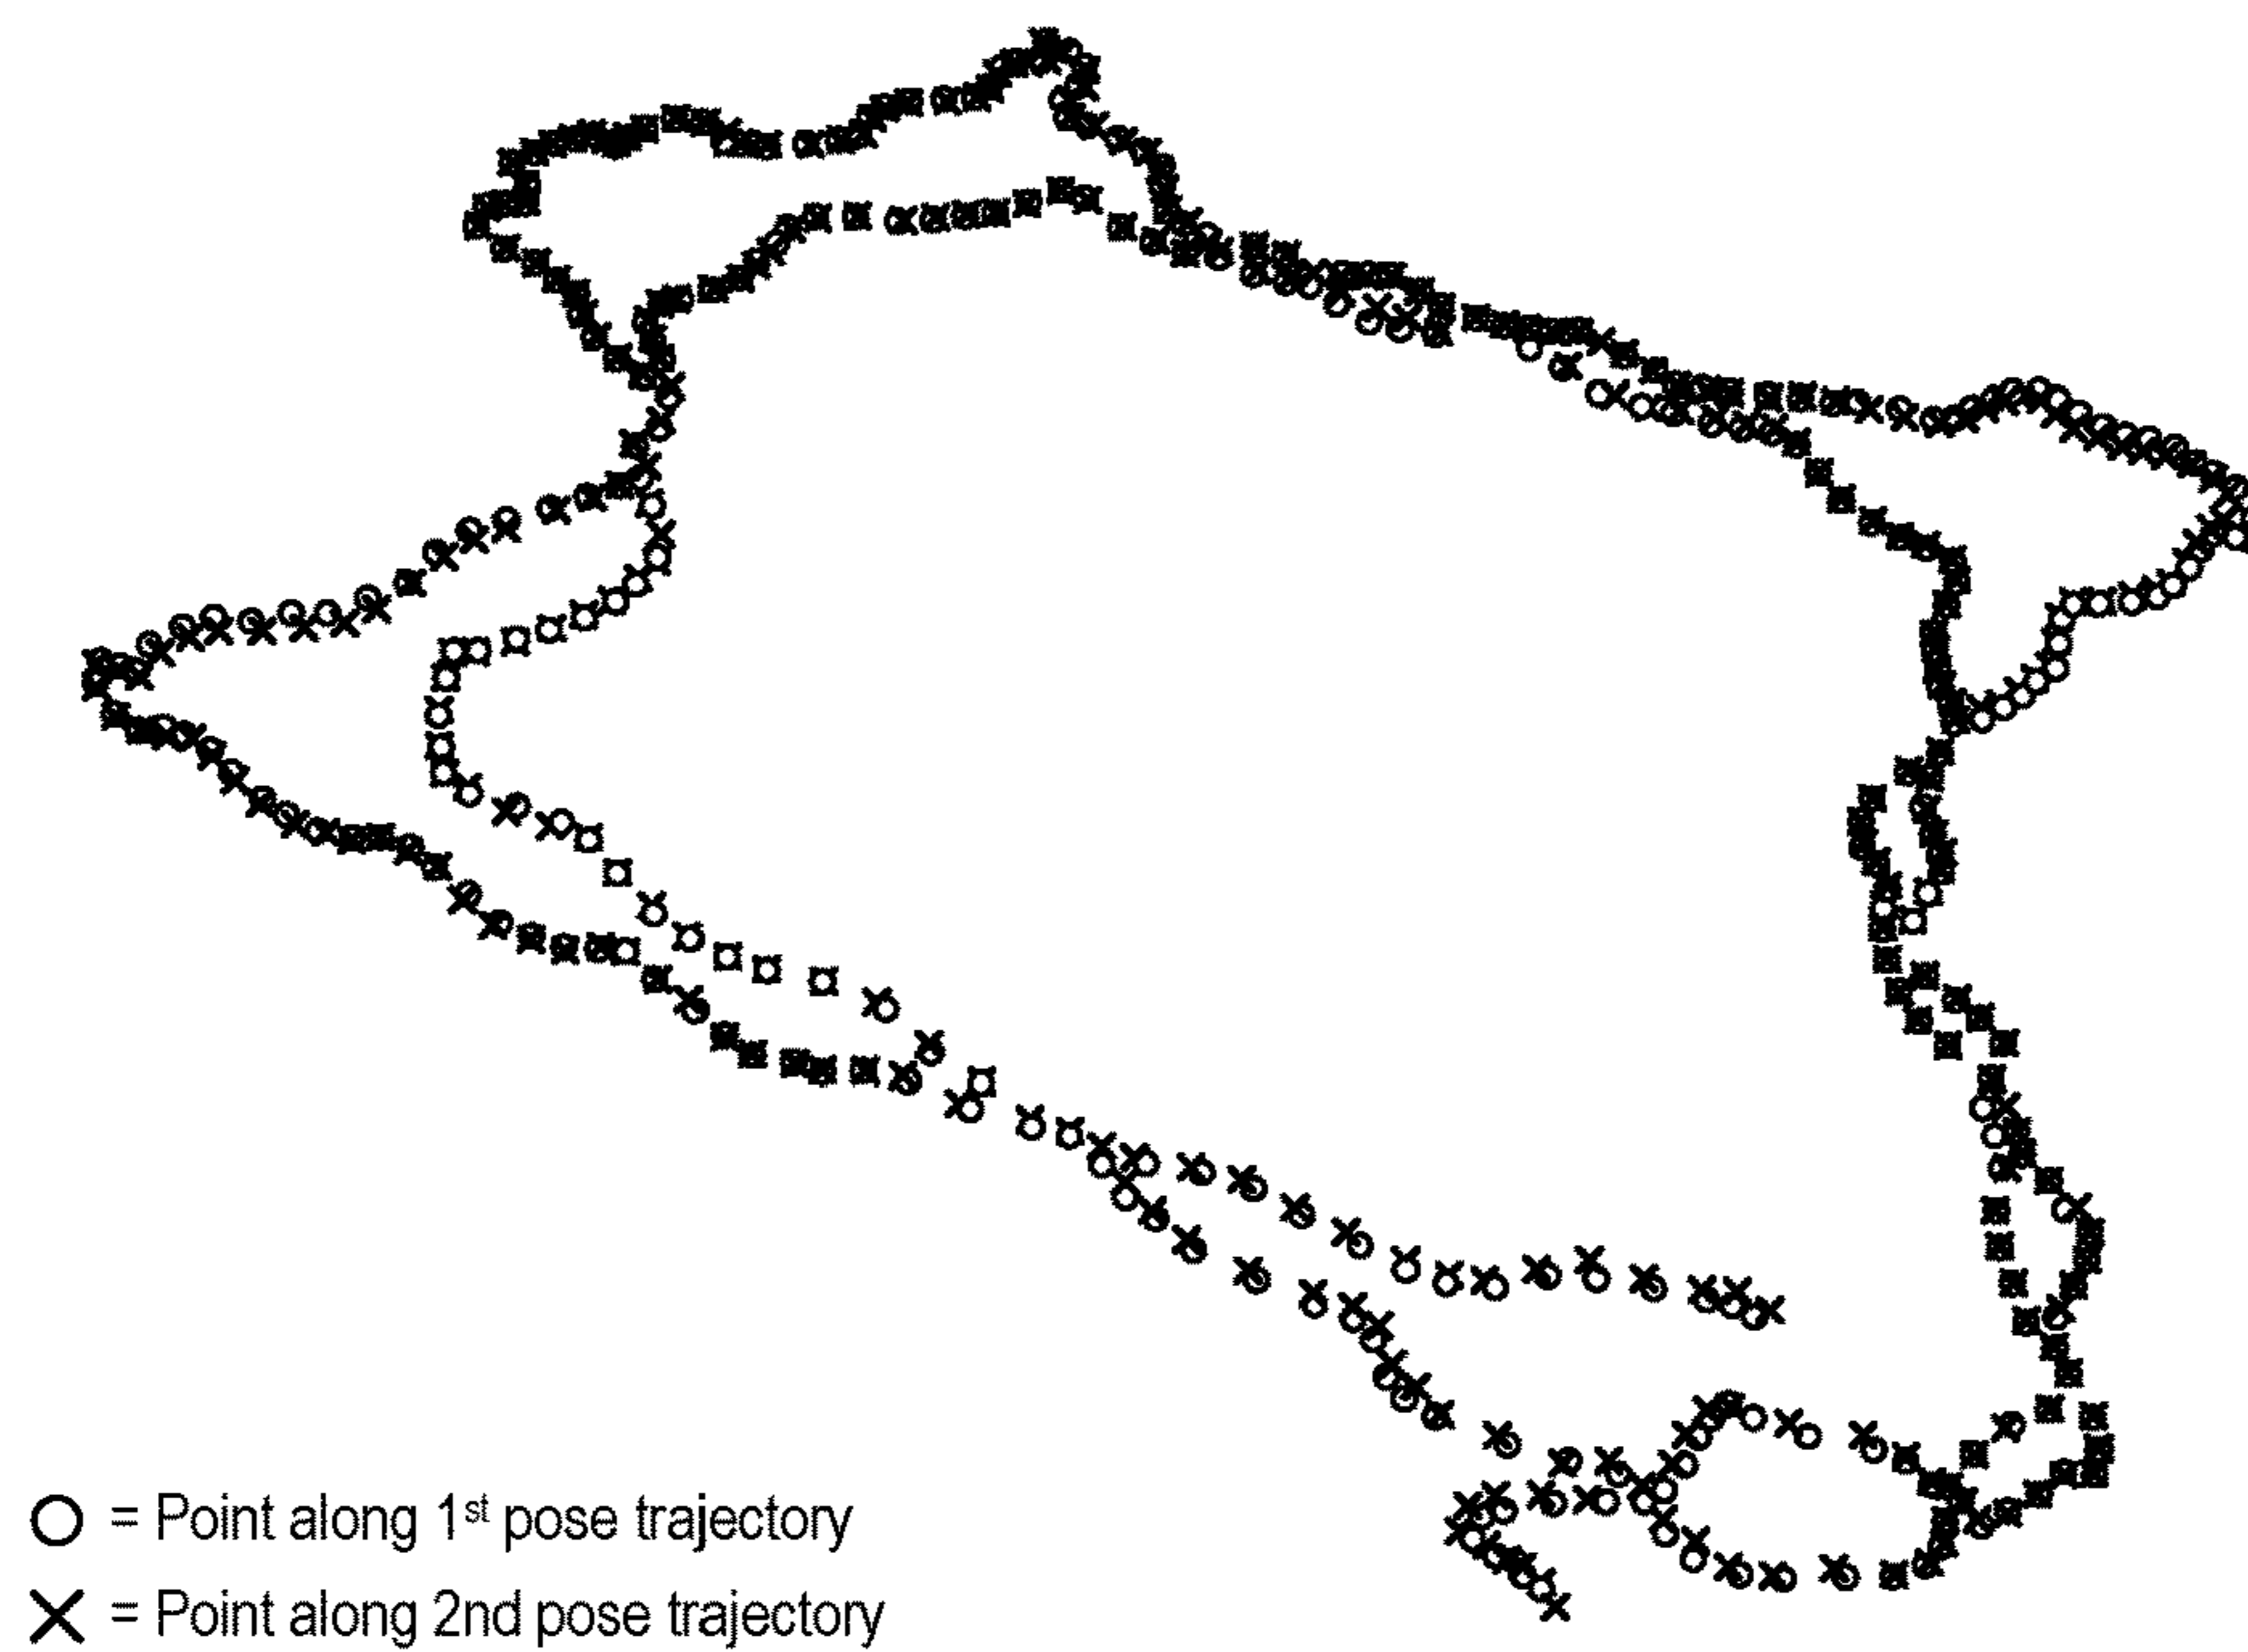 ○ = Point along 1st pose trajectory
× = Point along 2nd pose trajectory